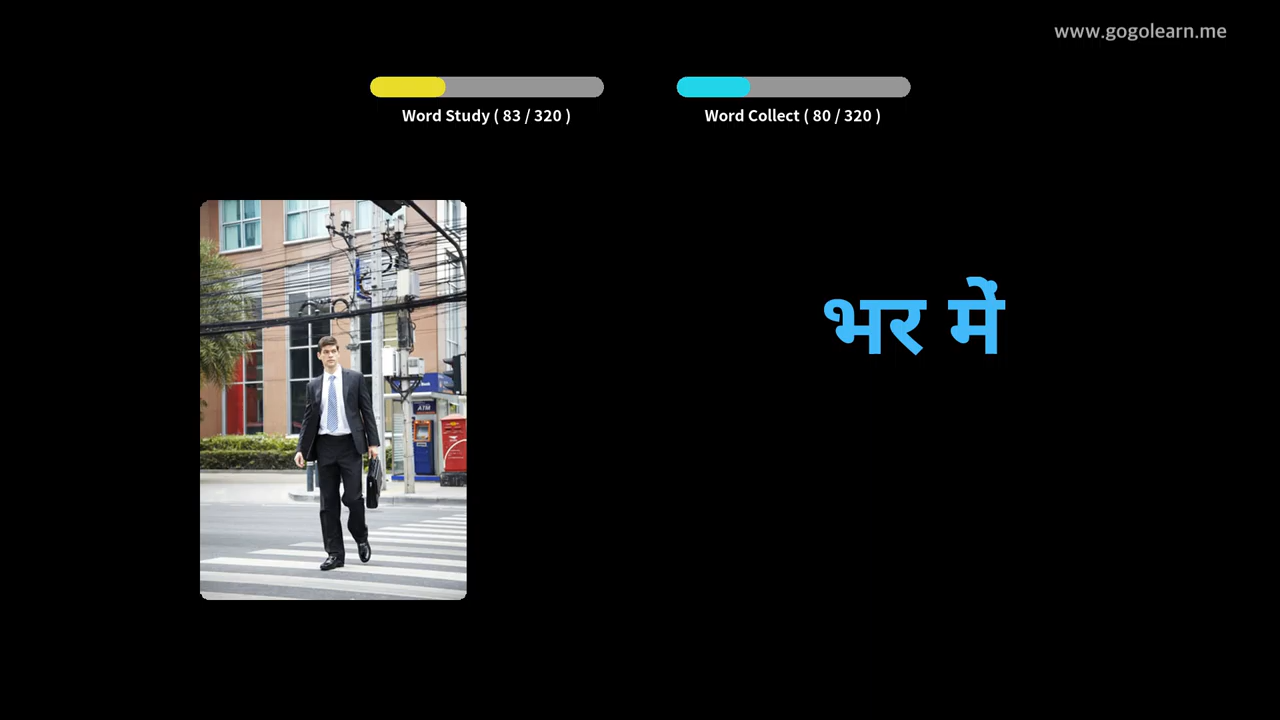 www.gogolearn.me
Word Study ( 83 / 320 )
Word Collect ( 80 / 320 )
भर में
ATM